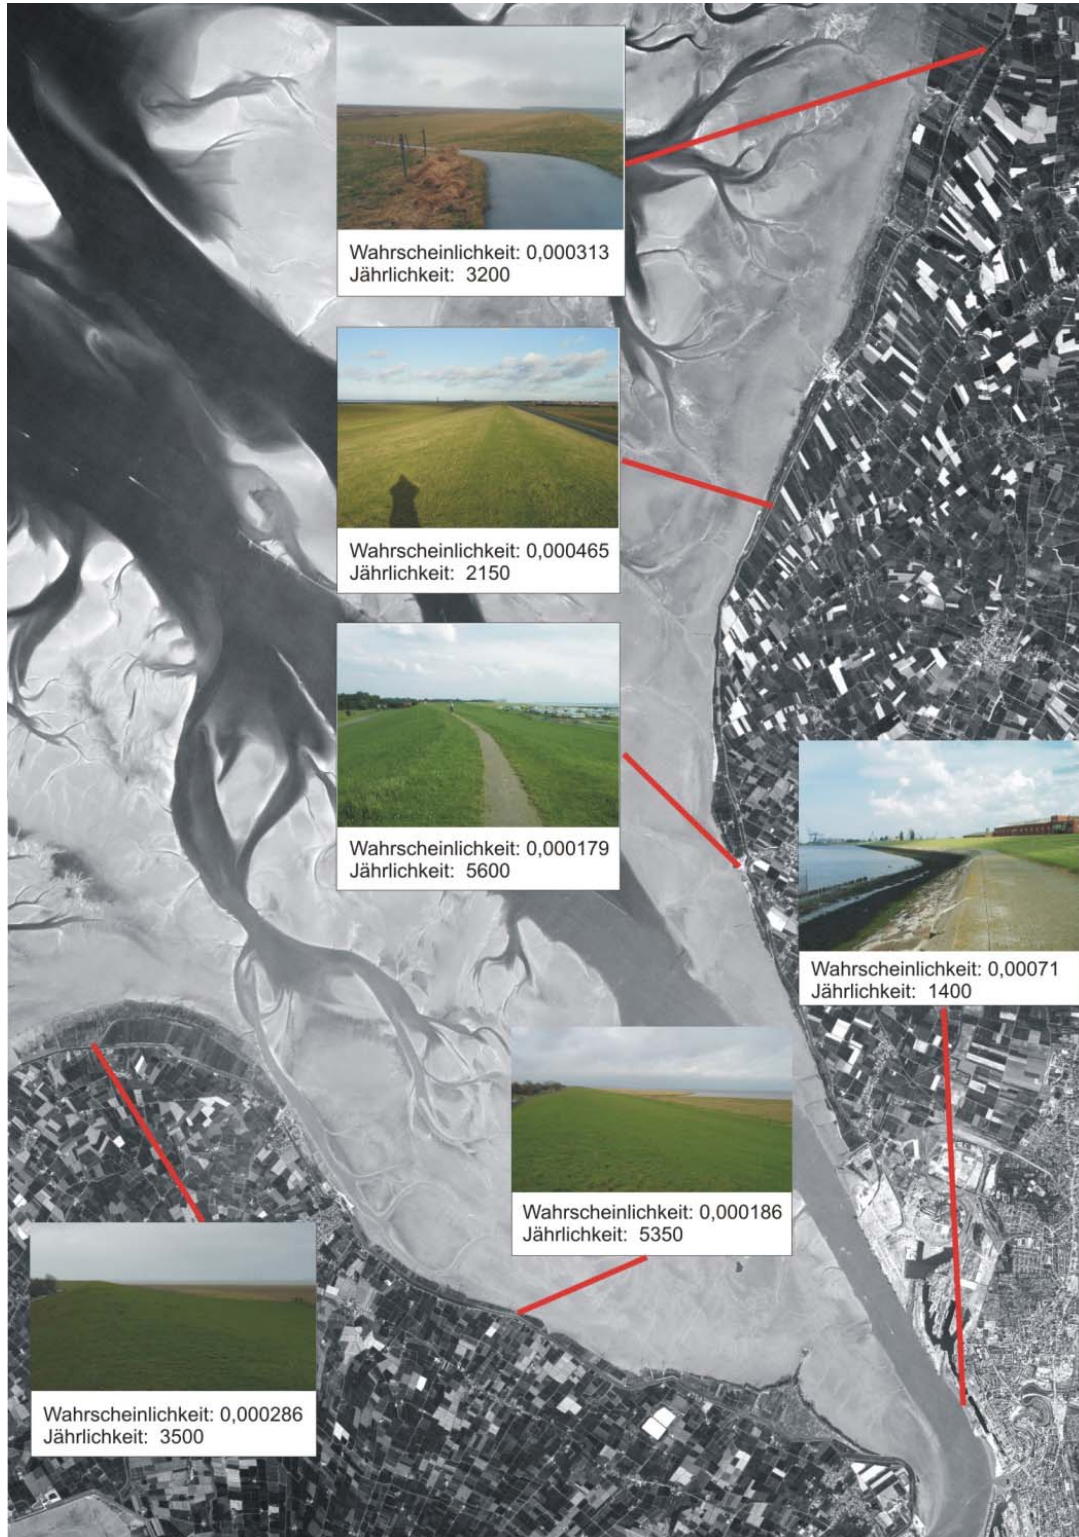 Wahrscheinlichkeit: 0,000313
Jährlichkeit: 3200
Wahrscheinlichkeit: 0,000465
Jährlichkeit: 2150
Wahrscheinlichkeit: 0,000179
Jährlichkeit: 5600
Wahrscheinlichkeit: 0,00071
Jährlichkeit: 1400
Wahrscheinlichkeit: 0,000186
Jährlichkeit: 5350
Wahrscheinlichkeit: 0,000286
Jährlichkeit: 3500